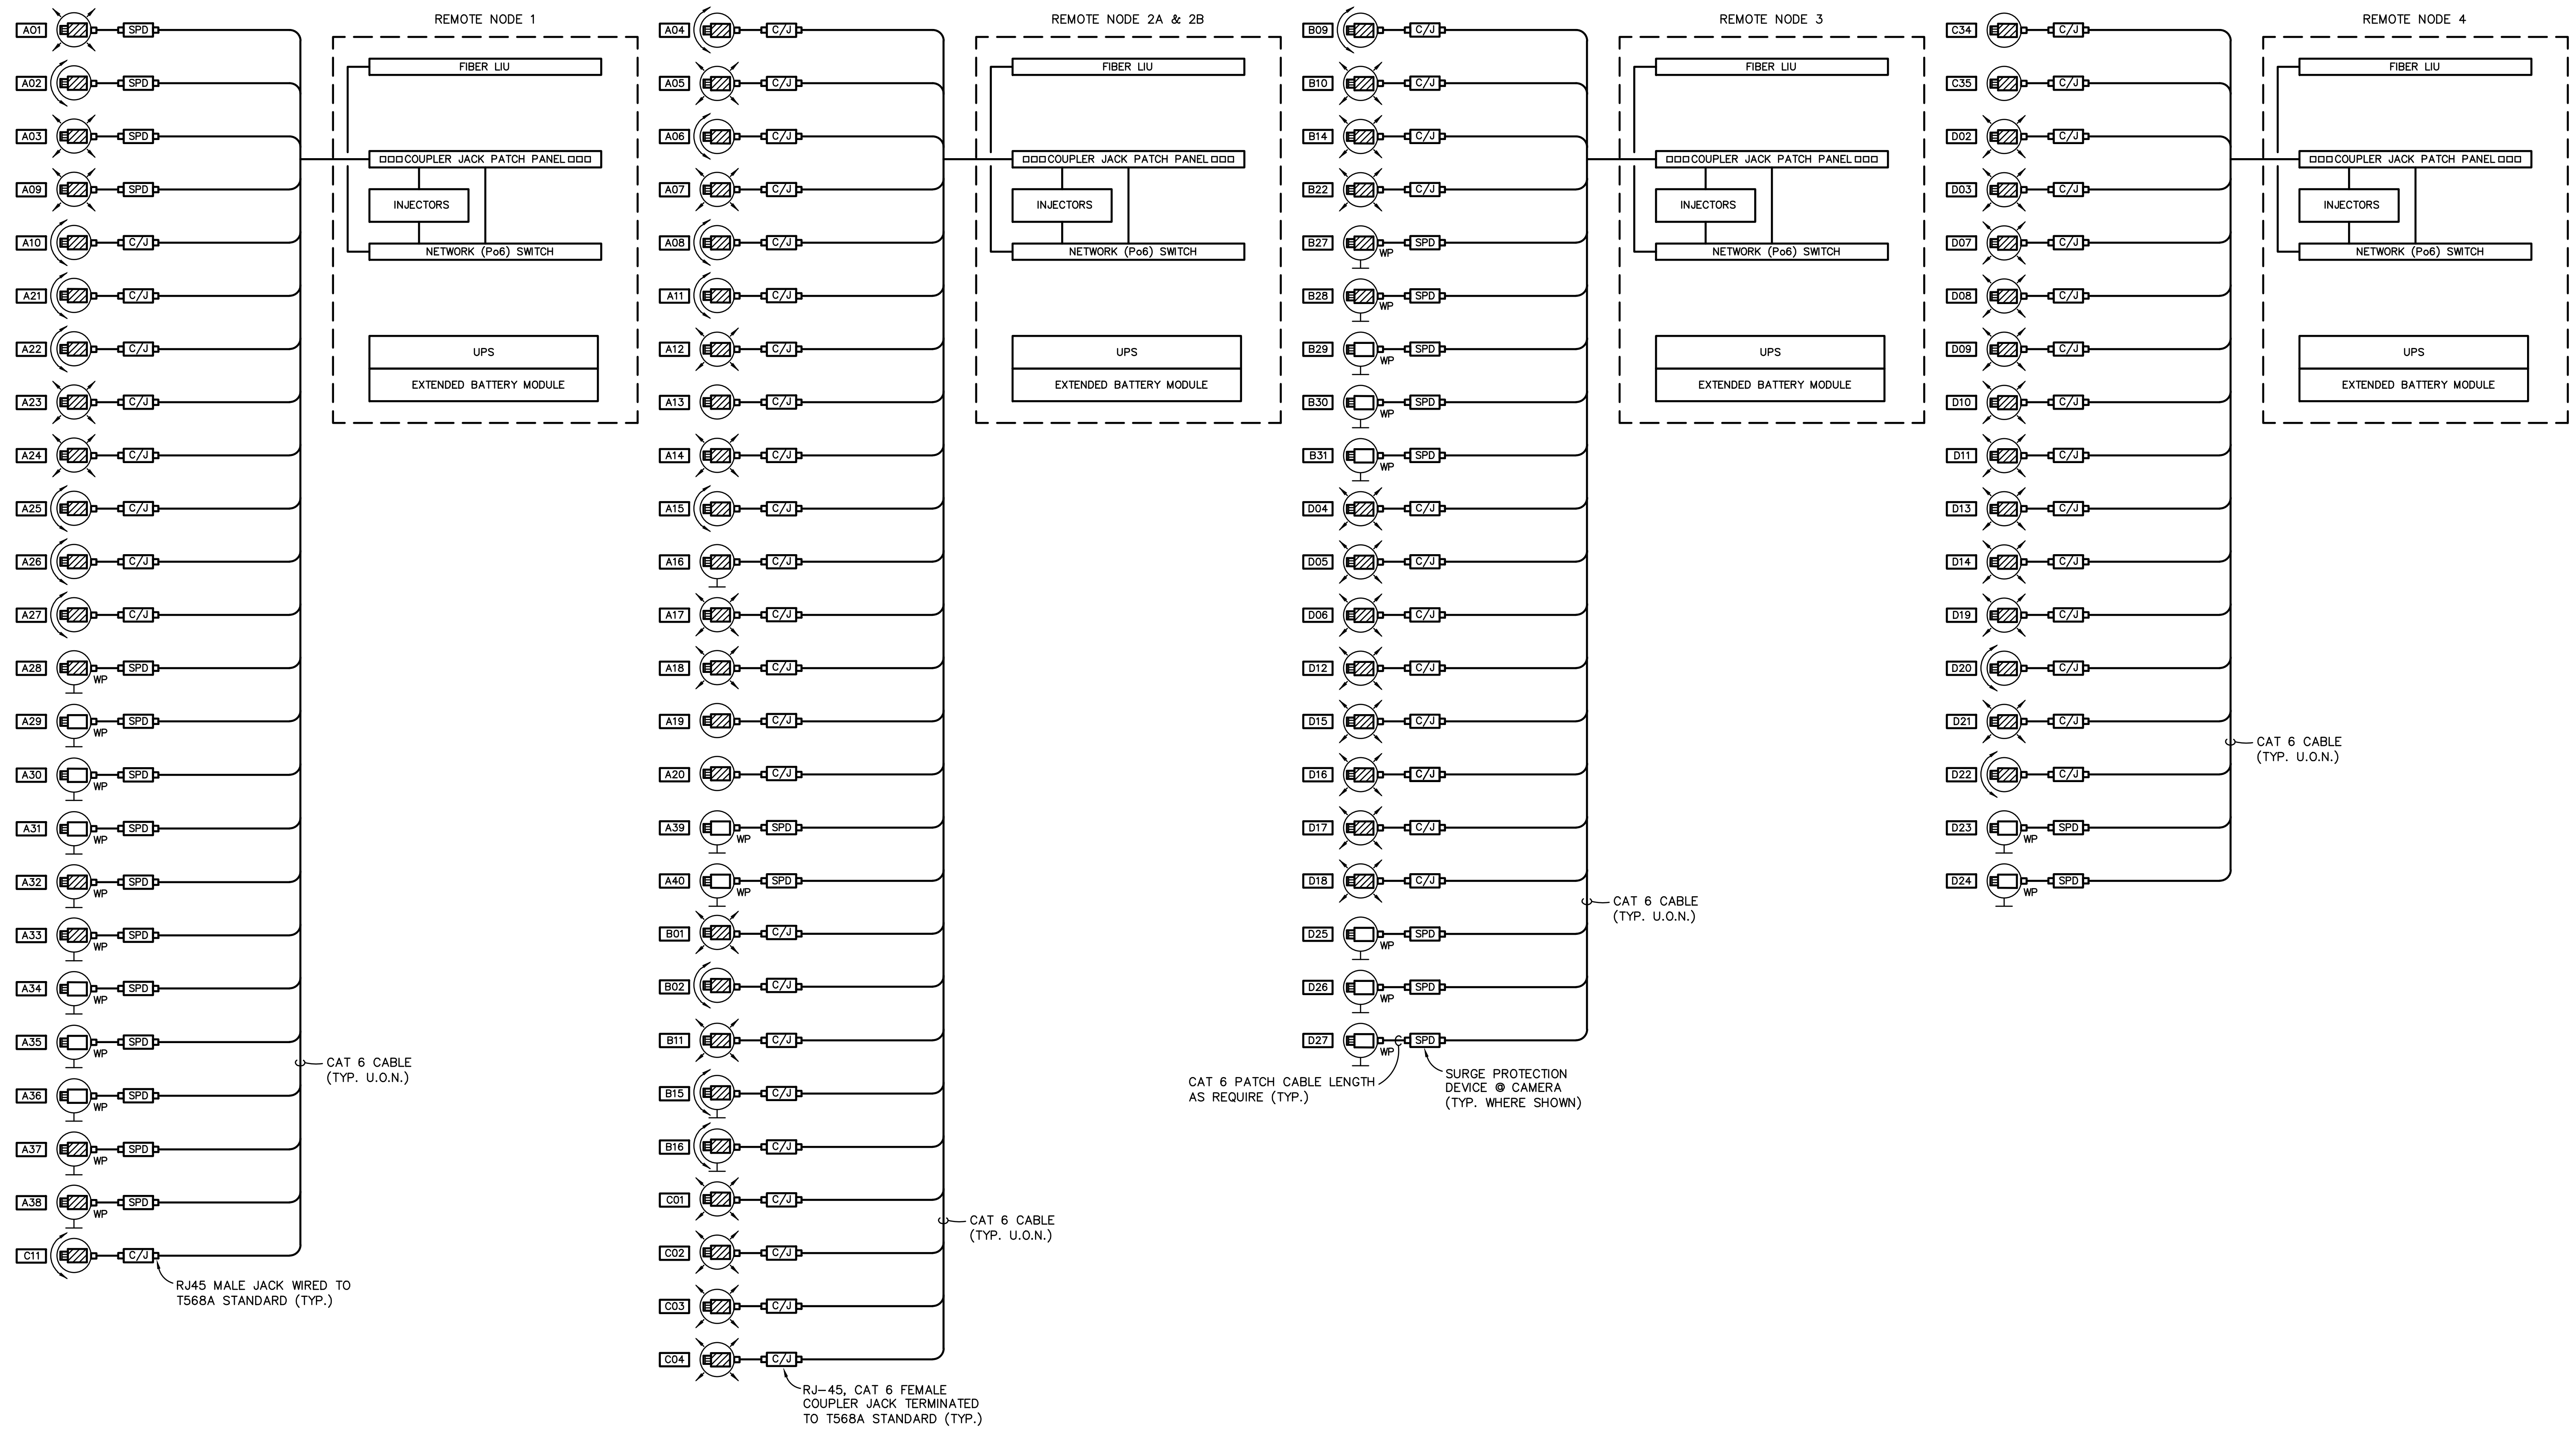 REMOTE NODE 1
A01 SPD
A02 SPD
A03 SPD
A09 SPD
A10 C/J
A21 C/J
A22 C/J
A23 C/J
A24 C/J
A25 C/J
A26 C/J
A27 C/J
A28 WP SPD
A29 WP SPD
A30 WP SPD
A31 WP SPD
A32 WP SPD
A33 WP SPD
A34 WP SPD
A35 WP SPD
A36 WP SPD
A37 WP SPD
A38 WP SPD
C11 C/J
FIBER LIU
COUPLER JACK PATCH PANEL
INJECTORS
NETWORK (Po6) SWITCH
UPS
EXTENDED BATTERY MODULE
CAT 6 CABLE
(TYP. U.O.N.)
RJ45 MALE JACK WIRED TO
T568A STANDARD (TYP.)
REMOTE NODE 2A & 2B
A04 C/J
A05 C/J
A06 C/J
A07 C/J
A08 C/J
A11 C/J
A12 C/J
A13 C/J
A14 C/J
A15 C/J
A16 C/J
A17 C/J
A18 C/J
A19 C/J
A20 C/J
A39 WP SPD
A40 WP SPD
B01 C/J
B02 C/J
B11 C/J
B15 C/J
B16 C/J
C01 C/J
C02 C/J
C03 C/J
C04 C/J
FIBER LIU
COUPLER JACK PATCH PANEL
INJECTORS
NETWORK (Po6) SWITCH
UPS
EXTENDED BATTERY MODULE
CAT 6 CABLE
(TYP. U.O.N.)
RJ-45, CAT 6 FEMALE
COUPLER JACK TERMINATED
TO T568A STANDARD (TYP.)
REMOTE NODE 3
B09 C/J
B10 C/J
B14 C/J
B22 C/J
B27 WP SPD
B28 WP SPD
B29 WP SPD
B30 WP SPD
B31 WP SPD
D04 C/J
D05 C/J
D06 C/J
D12 C/J
D15 C/J
D16 C/J
D17 C/J
D18 C/J
D25 WP SPD
D26 WP SPD
D27 WP SPD
FIBER LIU
COUPLER JACK PATCH PANEL
INJECTORS
NETWORK (Po6) SWITCH
UPS
EXTENDED BATTERY MODULE
CAT 6 CABLE
(TYP. U.O.N.)
CAT 6 PATCH CABLE LENGTH
AS REQUIRE (TYP.)
SURGE PROTECTION
DEVICE @ CAMERA
(TYP. WHERE SHOWN)
REMOTE NODE 4
C34 C/J
C35 C/J
D02 C/J
D03 C/J
D07 C/J
D08 C/J
D09 C/J
D10 C/J
D11 C/J
D13 C/J
D14 C/J
D19 C/J
D20 C/J
D21 C/J
D22 C/J
D23 WP SPD
D24 WP SPD
FIBER LIU
COUPLER JACK PATCH PANEL
INJECTORS
NETWORK (Po6) SWITCH
UPS
EXTENDED BATTERY MODULE
CAT 6 CABLE
(TYP. U.O.N.)